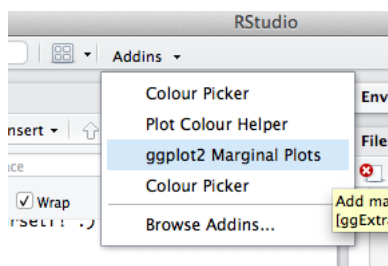 RStudio
Addins
Colour Picker
Env
nsert
Plot Colour Helper
File
ggplot2 Marginal Plots
Colour Picker
Add ma
Wrap
[ggExtra
Browse Addins...